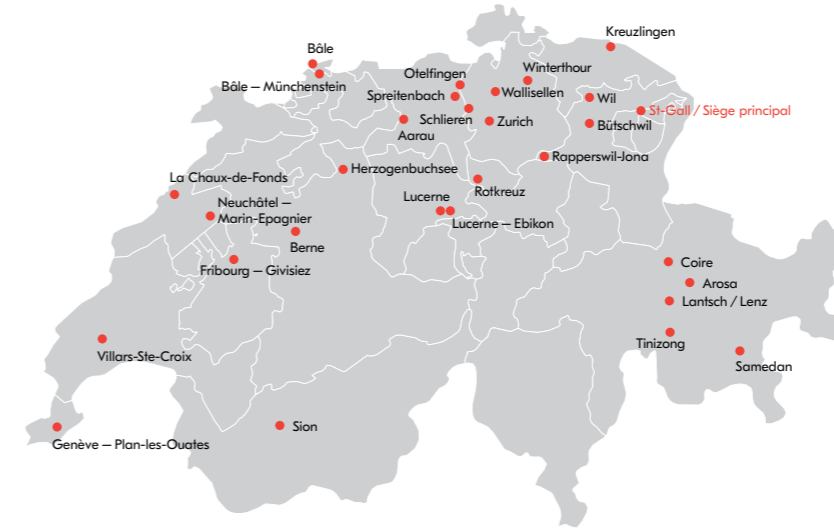 Kreuzlingen
Bâle
Bâle – Münchenstein
Otelfingen
Winterthour
Spreitenbach
Wallisellen
Wil
St-Gall / Siège principal
Schlieren
Zurich
Bütschwil
Aarau
Rapperswil-Jona
Herzogenbuchsee
La Chaux-de-Fonds
Rotkreuz
Neuchâtel –
Marin-Epagnier
Lucerne
Lucerne – Ebikon
Berne
Fribourg – Givisiez
Coire
Arosa
Lantsch / Lenz
Tinizong
Villars-Ste-Croix
Samedan
Sion
Genève – Plan-les-Ouates